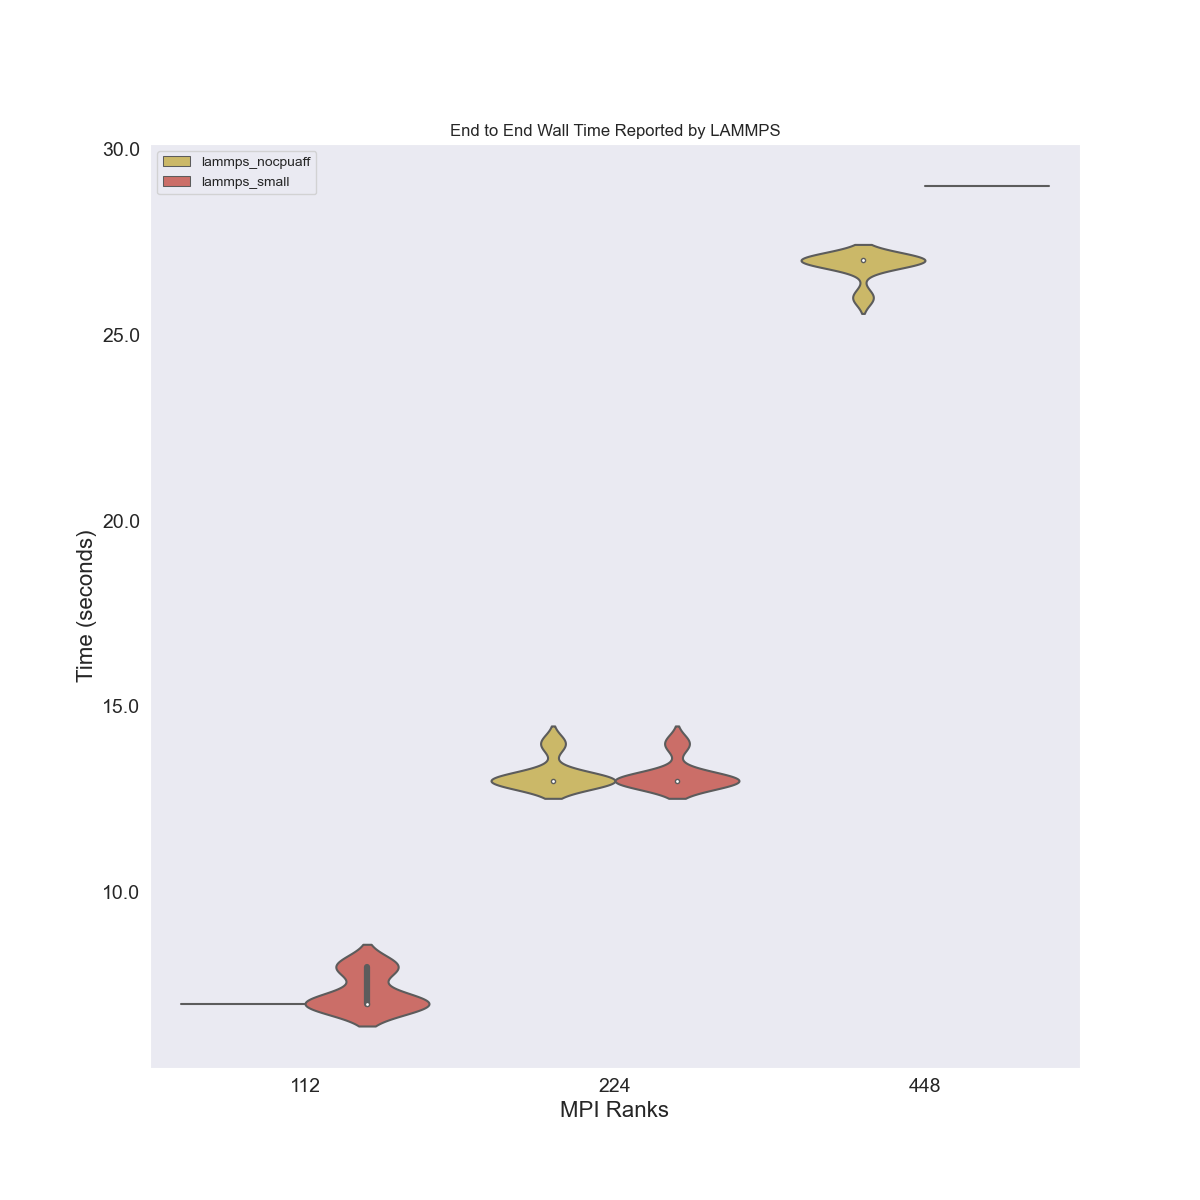 End to End Wall Time Reported by LAMMPS
30.0
lammps_nocpuaff
lammps_small
25.0
20.0
Time (seconds)
15.0
10.0
112
224
448
MPI Ranks